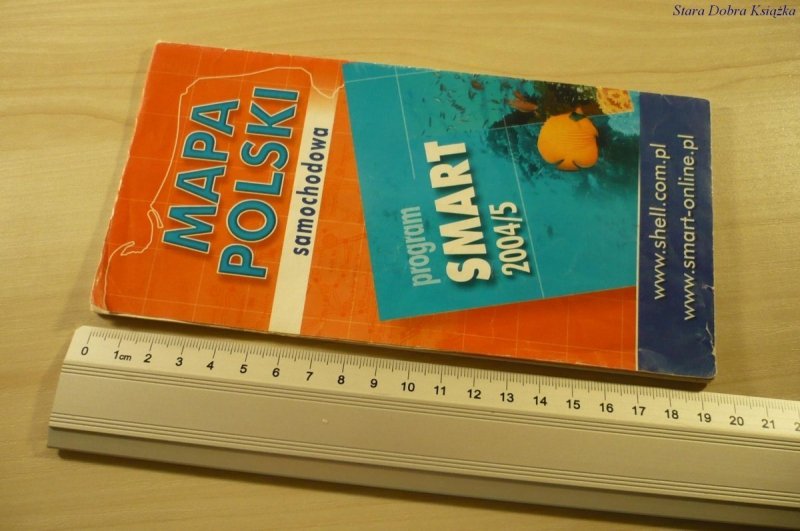 Stara Dobra Książka
MAPA
POLSKI
samochodowa
program
SMART
2004/5
www.shell.com.pl
www.smart-online.pl
0 1cm 2 3 4 5 6 7 8 9 10 11 12 13 14 15 16 17 18 19 20 21 2